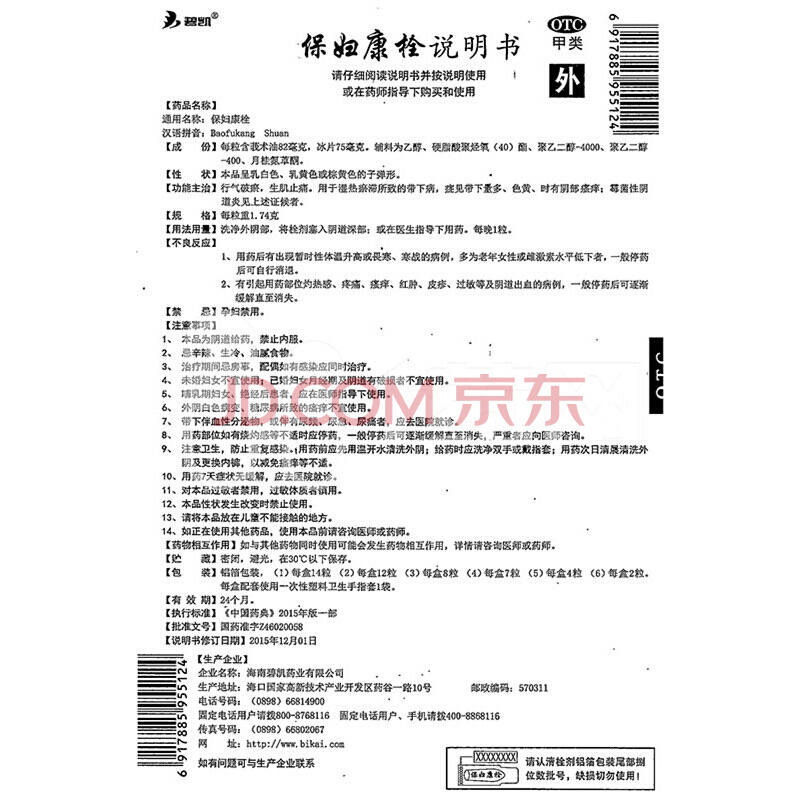 碧凯
保妇康栓说明书
OTC
甲类
外
6917885955124
请仔细阅读说明书并按说明使用
或在药师指导下购买和使用
【药品名称】
通用名称：保妇康栓
汉语拼音：Baofukang Shuan
【成 份】每粒含莪术油82毫克，冰片75毫克。辅料为乙醇、硬脂酸聚烃氧（40）酯、聚乙二醇-4000、聚乙二醇
-400、月桂氮䓬酮。
【性 状】本品呈乳白色、乳黄色或棕黄色的子弹形。
【功能主治】行气破瘀，生肌止痛。用于湿热瘀滞所致的带下病，症见带下量多、色黄、时有阴部瘙痒；霉菌性阴
道炎见上述证候者。
【规 格】每粒重1.74克
【用法用量】洗净外阴部，将栓剂塞入阴道深部；或在医生指导下用药。每晚1粒。
【不良反应】
1、用药后有出现暂时性体温升高或畏寒、寒战的病例，多为老年女性或雌激素水平低下者，一般停药
后可自行消退。
2、有引起用药部位灼热感、疼痛、瘙痒、红肿、皮疹、过敏等及阴道出血的病例，一般停药后可逐渐
缓解直至消失。
【禁 忌】孕妇禁用。
【注意事项】
1、本品为阴道给药，禁止内服。
2、忌辛辣、生冷、油腻食物。
3、治疗期间忌房事，配偶如有感染应同时治疗。
4、未婚妇女不宜使用；已婚妇女月经期及阴道有破损者不宜使用。
5、哺乳期妇女、绝经后患者，应在医师指导下使用。
6、外阴白色病变、糖尿病所致的瘙痒不宜使用。
7、带下伴血性分泌物，或伴有尿频、尿急、尿痛者，应去医院就诊。
8、用药部位如有烧灼感等不适时应停药，一般停药后可逐渐缓解直至消失，严重者应向医师咨询。
9、注意卫生，防止重复感染。用药前应先用温开水清洗外阴；给药时应洗净双手或戴指套；用药次日清晨清洗外
阴及更换内裤，以减免瘙痒等不适。
10、用药7天症状无缓解，应去医院就诊。
11、对本品过敏者禁用，过敏体质者慎用。
12、本品性状发生改变时禁止使用。
13、请将本品放在儿童不能接触的地方。
14、如正在使用其他药品，使用本品前请咨询医师或药师。
【药物相互作用】如与其他药物同时使用可能会发生药物相互作用，详情请咨询医师或药师。
【贮 藏】密闭，避光，在30℃以下保存。
【包 装】铝箔包装，（1）每盒14粒（2）每盒12粒（3）每盒8粒（4）每盒7粒（5）每盒4粒（6）每盒2粒。
每盒配套使用一次性塑料卫生手指套1袋。
【有 效 期】24个月。
【执行标准】《中国药典》2015年版一部
【批准文号】国药准字Z46020058
【说明书修订日期】2015年12月01日
JD.COM 京东
OTC
6917885955124
【生产企业】
企业名称：海南碧凯药业有限公司
生产地址：海口国家高新技术产业开发区药谷一路10号 邮政编码：570311
电话号码：（0898）66814900
固定电话用户请拨800-8768116 固定电话用户、手机请拨400-8868116
传真号码：（0898）66802067
网 址：http://www.bikai.com
如有问题可与生产企业联系
XXXXXXXX
保妇康栓
请认清栓剂铝箔包装尾部捌
位数批号，缺损切勿使用！